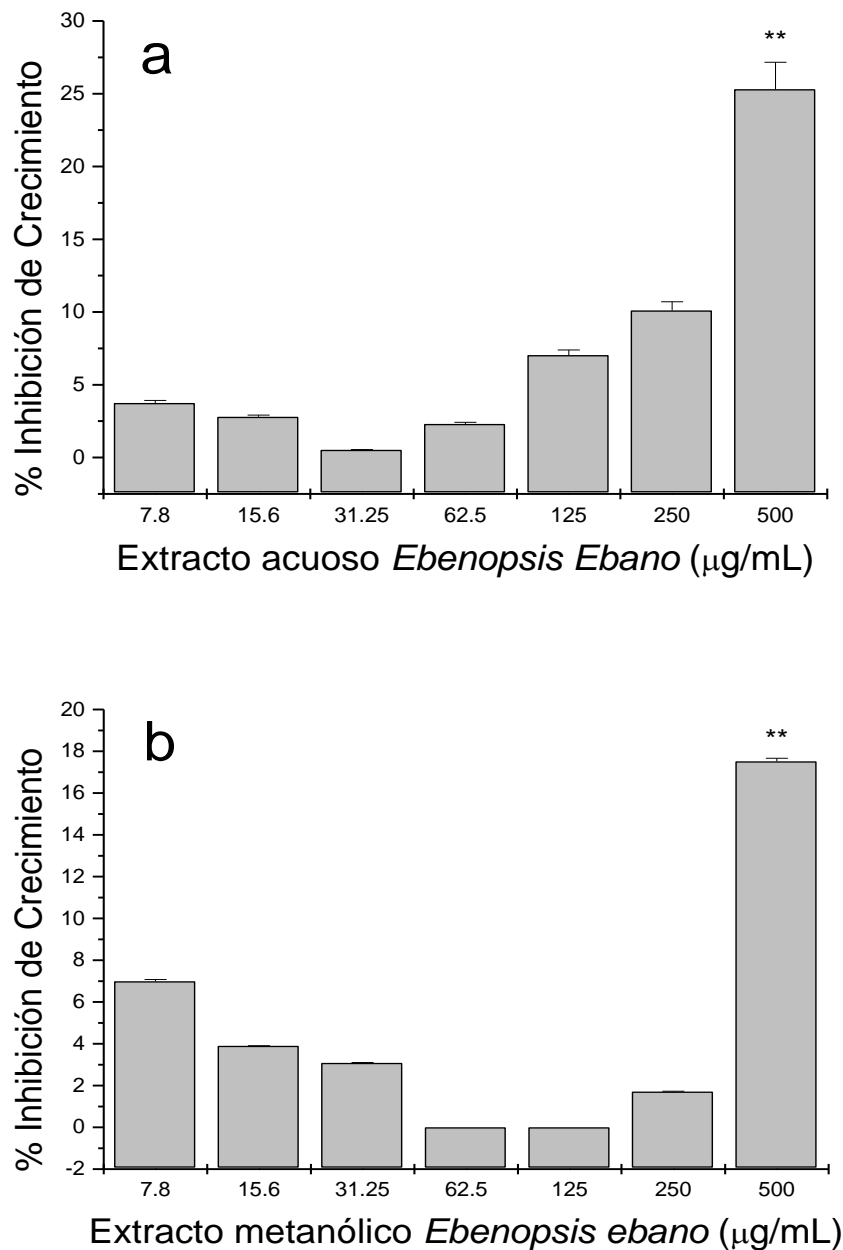 a
**
% Inhibición de Crecimiento
30
25
20
15
10
5
0
7.8 15.6 31.25 62.5 125 250 500
Extracto acuoso Ebenopsis Ebano (μg/mL)
b
**
% Inhibición de Crecimiento
20
18
16
14
12
10
8
6
4
2
0
-2
7.8 15.6 31.25 62.5 125 250 500
Extracto metanólico Ebenopsis ebano (μg/mL)